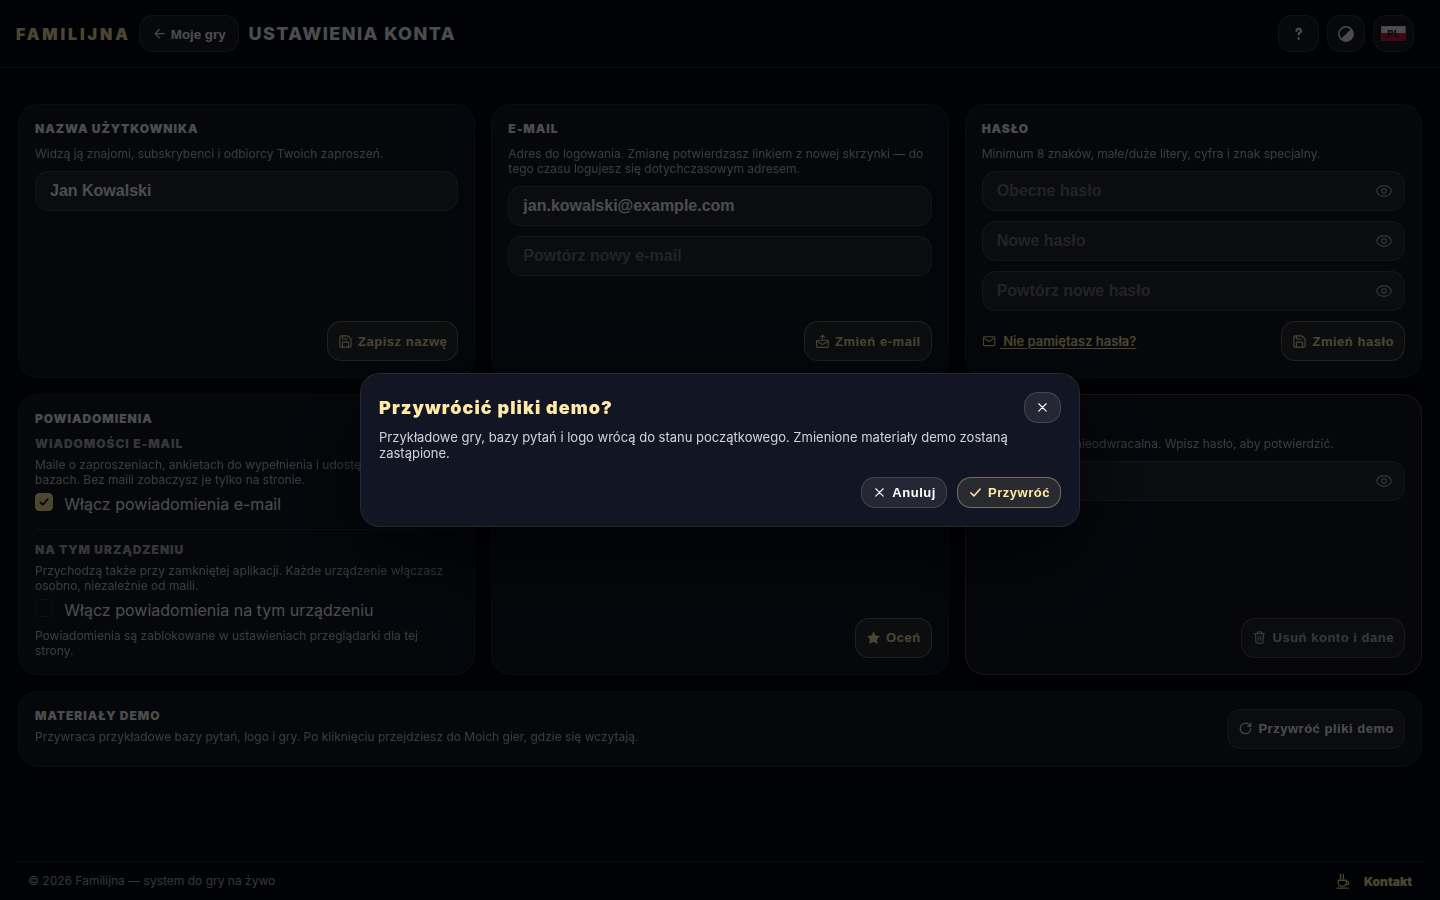 FAMILIJNA
← Moje gry
USTAWIENIA KONTA
?
PL
NAZWA UŻYTKOWNIKA
Widzą ją znajomi, subskrybenci i odbiorcy Twoich zaproszeń.
Jan Kowalski
Zapisz nazwę
E-MAIL
Adres do logowania. Zmianę potwierdzasz linkiem z nowej skrzynki — do
tego czasu logujesz się dotychczasowym adresem.
jan.kowalski@example.com
Powtórz nowy e-mail
Zmień e-mail
HASŁO
Minimum 8 znaków, małe/duże litery, cyfra i znak specjalny.
Obecne hasło
Nowe hasło
Powtórz nowe hasło
Nie pamiętasz hasła?
Zmień hasło
Przywrócić pliki demo?
Przykładowe gry, bazy pytań i logo wrócą do stanu początkowego. Zmienione materiały demo zostaną
zastąpione.
Anuluj
Przywróć
POWIADOMIENIA
WIADOMOŚCI E-MAIL
Maile o zaproszeniach, ankietach do wypełnienia i udostę
bazach. Bez maili zobaczysz je tylko na stronie.
Włącz powiadomienia e-mail
NA TYM URZĄDZENIU
Przychodzą także przy zamkniętej aplikacji. Każde urządzenie włączasz
osobno, niezależnie od maili.
Włącz powiadomienia na tym urządzeniu
Powiadomienia są zablokowane w ustawieniach przeglądarki dla tej
strony.
Oceń
nieodwracalna. Wpisz hasło, aby potwierdzić.
Usuń konto i dane
MATERIAŁY DEMO
Przywraca przykładowe bazy pytań, logo i gry. Po kliknięciu przejdziesz do Moich gier, gdzie się wczytają.
Przywróć pliki demo
© 2026 Familijna — system do gry na żywo
Kontakt